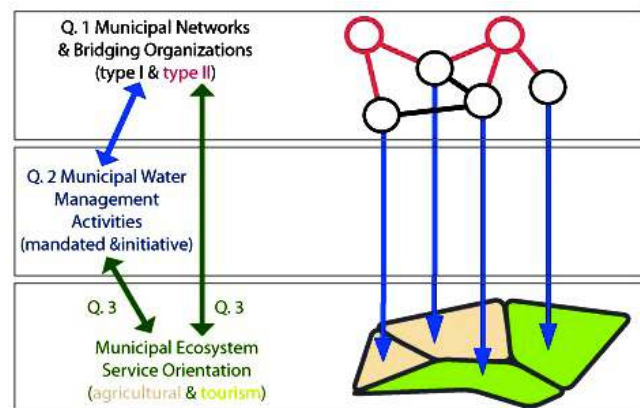 Q. 1 Municipal Networks
& Bridging Organizations
(type I & type II)
Q. 2 Municipal Water
Management
Activities
(mandated &initiative)
Q. 3
Q. 3
Municipal Ecosystem
Service Orientation
(agricultural & tourism)